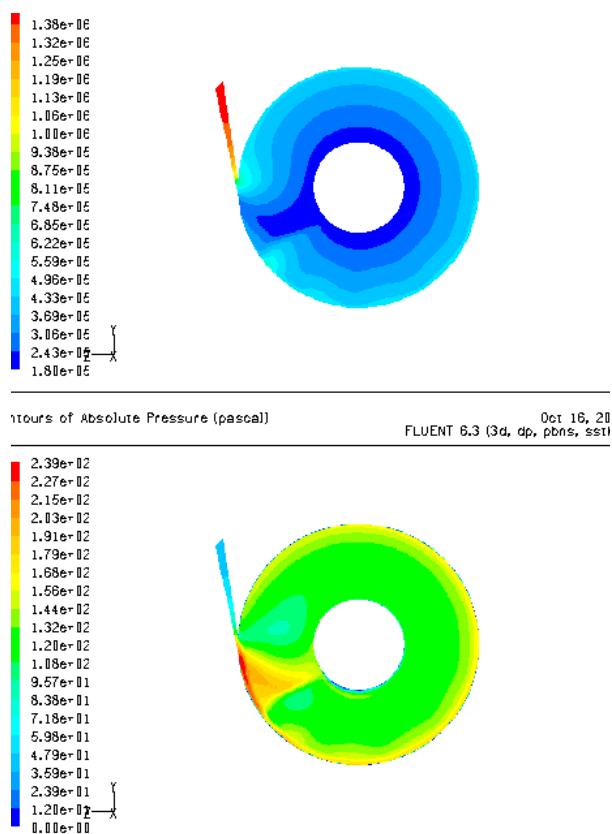 1.38e+06
1.32e+06
1.25e+06
1.19e+06
1.13e+06
1.06e+06
1.00e+06
9.38e+05
8.75e+05
8.11e+05
7.48e+05
6.85e+05
6.22e+05
5.59e+05
4.96e+05
4.33e+05
3.69e+05
3.06e+05
2.43e+05
1.80e+05
Y
Z
X
ntours of Absolute Pressure (pascal)
Oct 16, 20
FLUENT 6.3 (3d, dp, pbns, sstk
2.39e+02
2.27e+02
2.15e+02
2.03e+02
1.91e+02
1.79e+02
1.68e+02
1.56e+02
1.44e+02
1.32e+02
1.20e+02
1.08e+02
9.57e+01
8.38e+01
7.18e+01
5.98e+01
4.79e+01
3.59e+01
2.39e+01
1.20e+01
0.00e+00
Y
Z
X